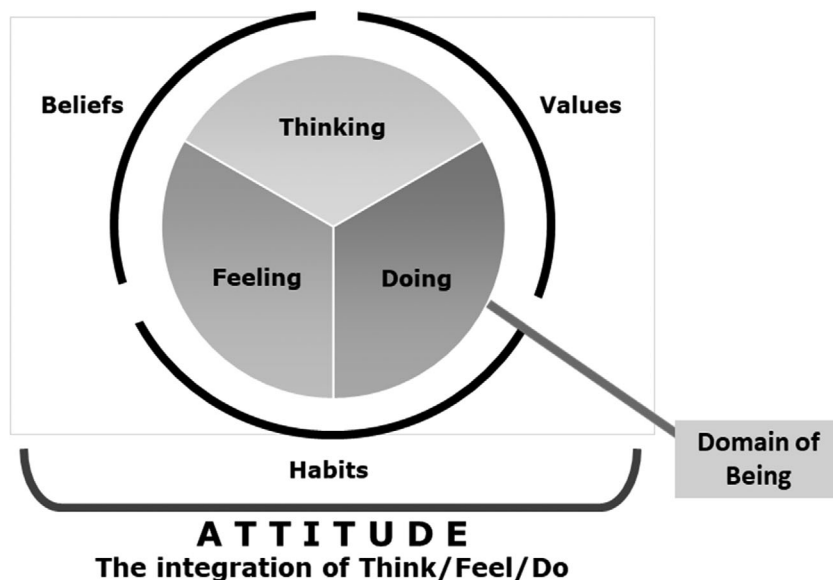 Beliefs
Values
Thinking
Feeling
Doing
Domain of
Being
Habits
ATTITUDE
The integration of Think/Feel/Do